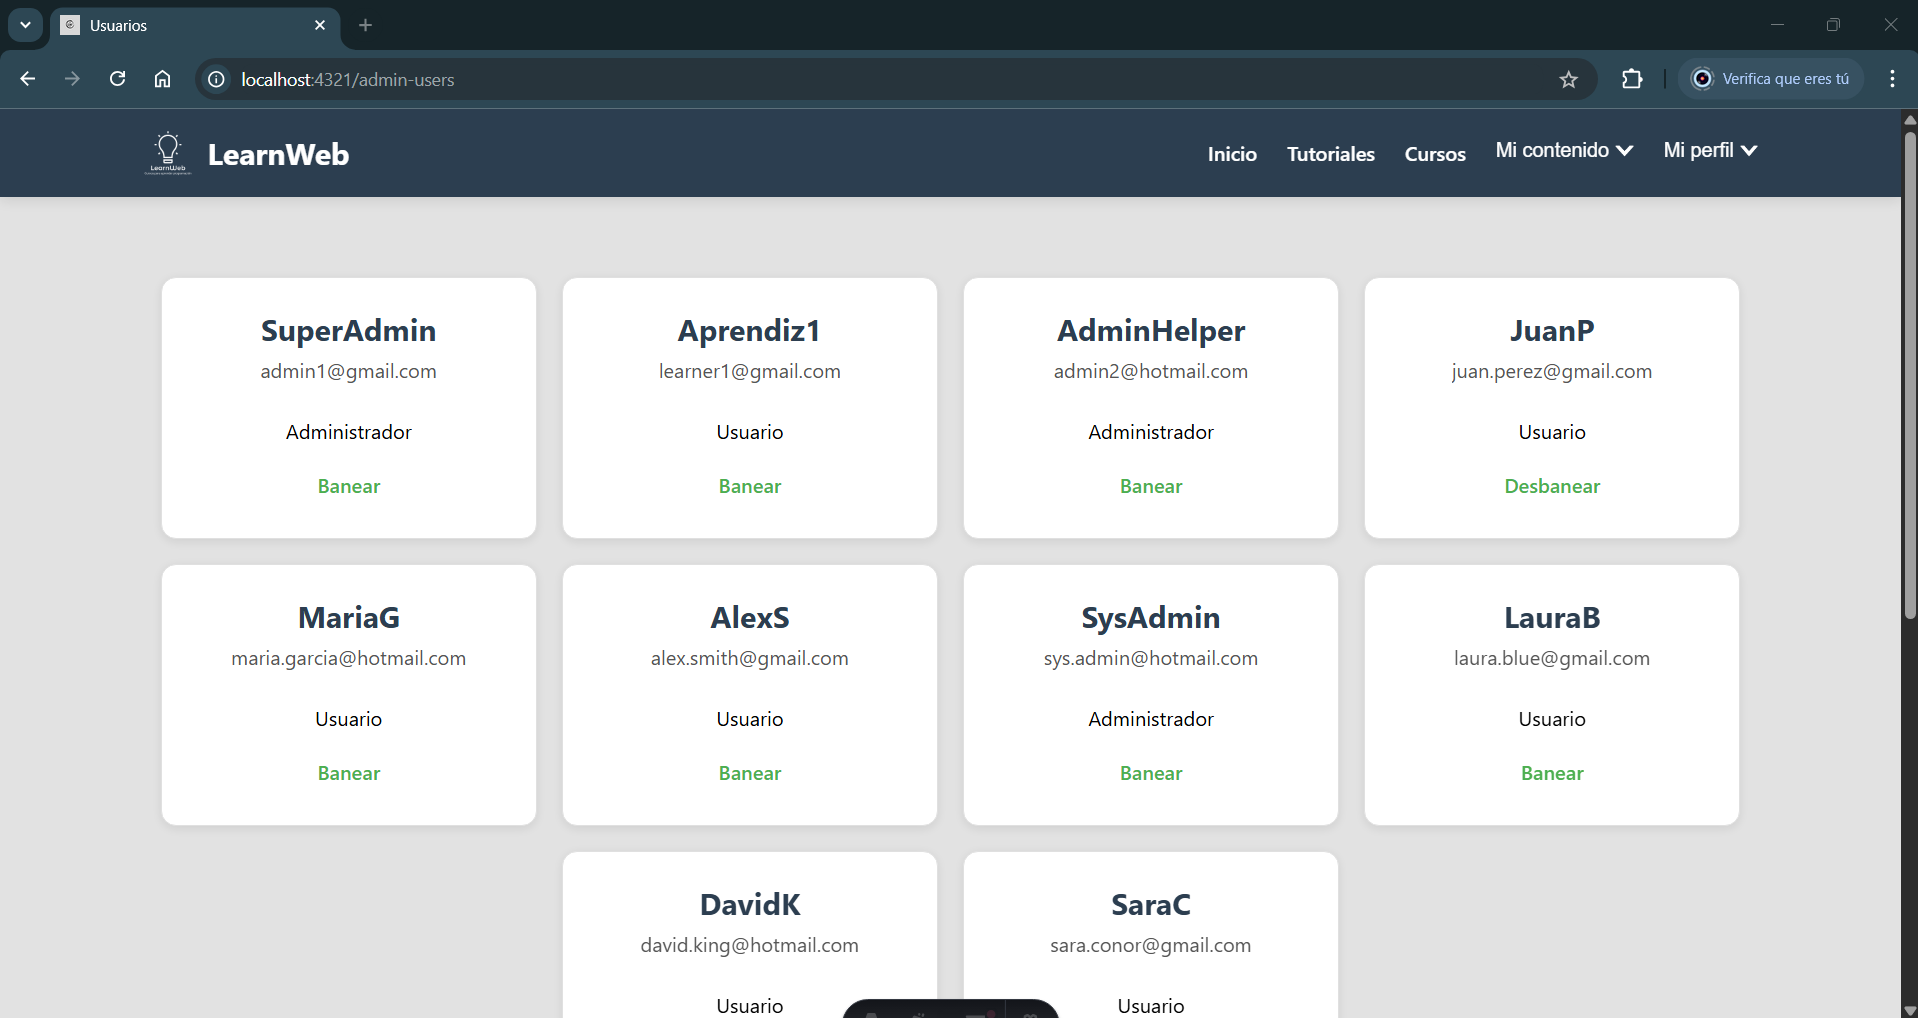 Usuarios
localhost:4321/admin-users
Verifica que eres tú
LearnWeb
LearnWeb
Inicio
Tutoriales
Cursos
Mi contenido
Mi perfil
SuperAdmin
admin1@gmail.com
Administrador
Banear
Aprendiz1
learner1@gmail.com
Usuario
Banear
AdminHelper
admin2@hotmail.com
Administrador
Banear
JuanP
juan.perez@gmail.com
Usuario
Desbanear
MariaG
maria.garcia@hotmail.com
Usuario
Banear
AlexS
alex.smith@gmail.com
Usuario
Banear
SysAdmin
sys.admin@hotmail.com
Administrador
Banear
LauraB
laura.blue@gmail.com
Usuario
Banear
DavidK
david.king@hotmail.com
Usuario
SaraC
sara.conor@gmail.com
Usuario